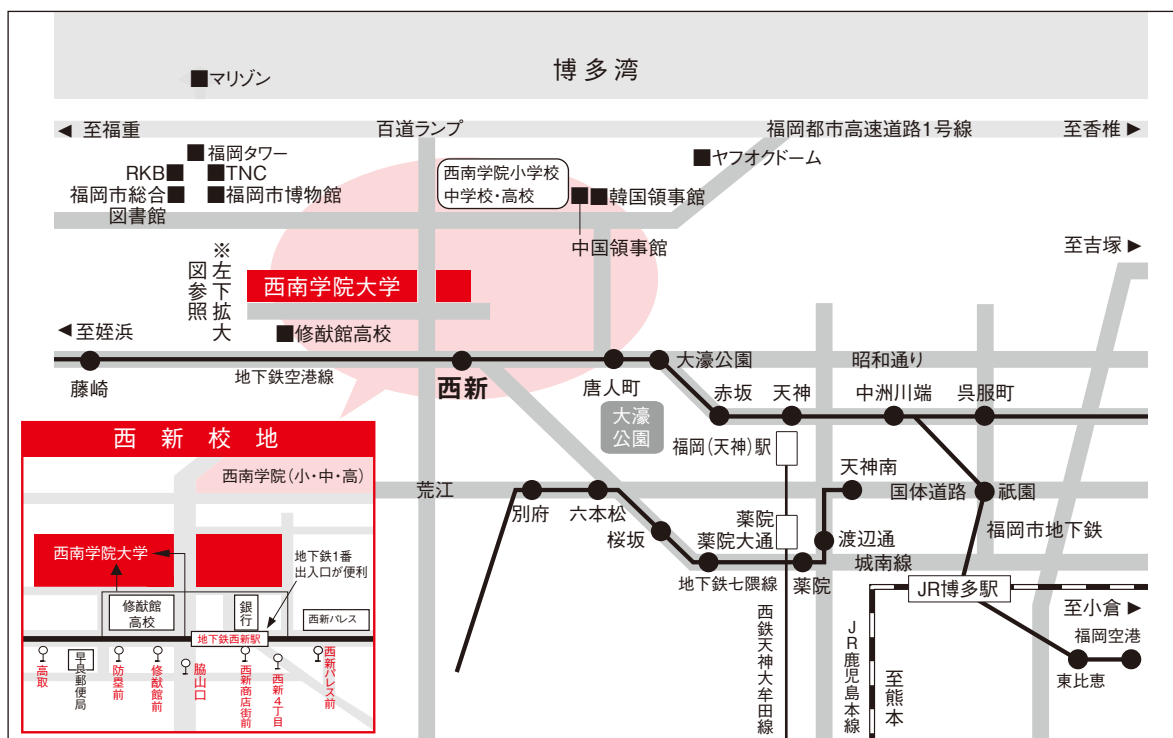 博多湾
■マリゾン
◀ 至福重
百道ランプ
福岡都市高速道路1号線
至香椎 ▶
■福岡タワー
RKB■
■TNC
福岡市総合■
図書館
■福岡市博物館
西南学院小学校
中学校・高校
■ヤフオクドーム
■■韓国領事館
中国領事館
至吉塚 ▶
※左下拡大
図参照
西南学院大学
■修猷館高校
◀至姪浜
藤崎
地下鉄空港線
西新
唐人町
大濠公園
昭和通り
赤坂
天神
中洲川端
呉服町
大濠
公園
福岡(天神)駅
天神南
荒江
別府
六本松
桜坂
薬院
薬院大通
渡辺通
国体道路
祇園
福岡市地下鉄
地下鉄七隈線
薬院
城南線
JR博多駅
至小倉 ▶
福岡空港
東比恵
西鉄天神大牟田線
JR鹿児島本線
至熊本
西新校地
西南学院(小・中・高)
西南学院大学
地下鉄1番
出入口が便利
修猷館
高校
銀行
西新パレス
地下鉄西新駅
高取
早良郵便局
防塁前
修猷館前
脇山口
西新商店街前
西新4丁目
西新パレス前